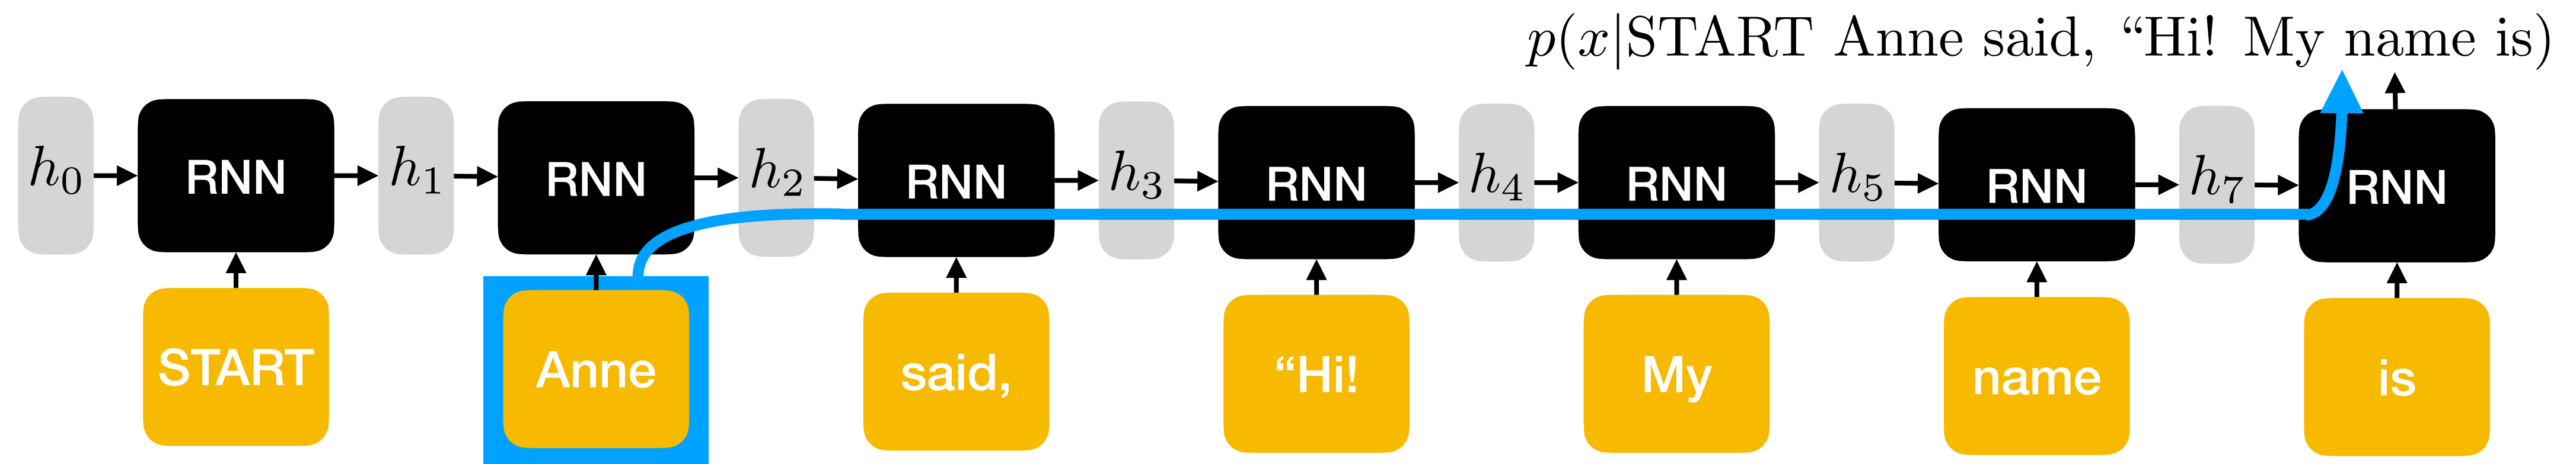 p(x|START Anne said, “Hi! My name is)
h₀ RNN h₁ RNN h₂ RNN h₃ RNN h₄ RNN h₅ RNN h₇ RNN
START Anne said, “Hi! My name is